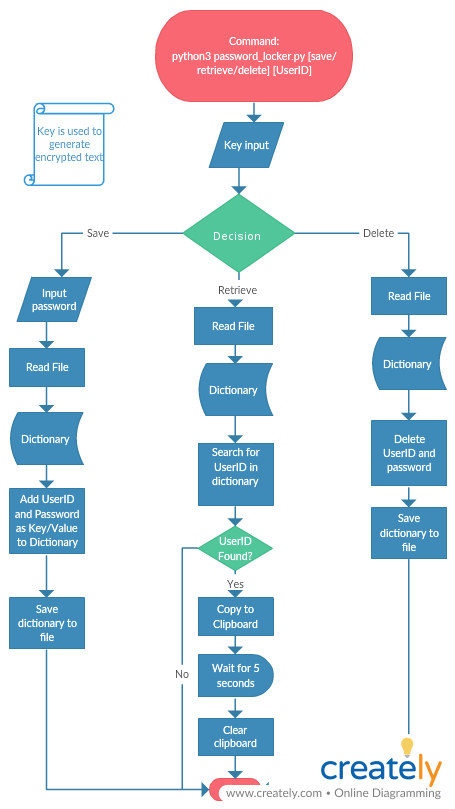 Command:
python3 password_locker.py [save/
retrieve/delete] [UserID]
Key is used to
generate
encrypted text
Key input
Decision
Save
Retrieve
Delete
Input
password
Read File
Dictionary
Add UserID
and Password
as Key/Value
to Dictionary
Save
dictionary to
file
Read File
Dictionary
Search for
UserID in
dictionary
UserID
Found?
Yes
No
Copy to
Clipboard
Wait for 5
seconds
Clear
clipboard
Read File
Dictionary
Delete
UserID and
password
Save
dictionary to
file
creately
www.creately.com • Online Diagramming